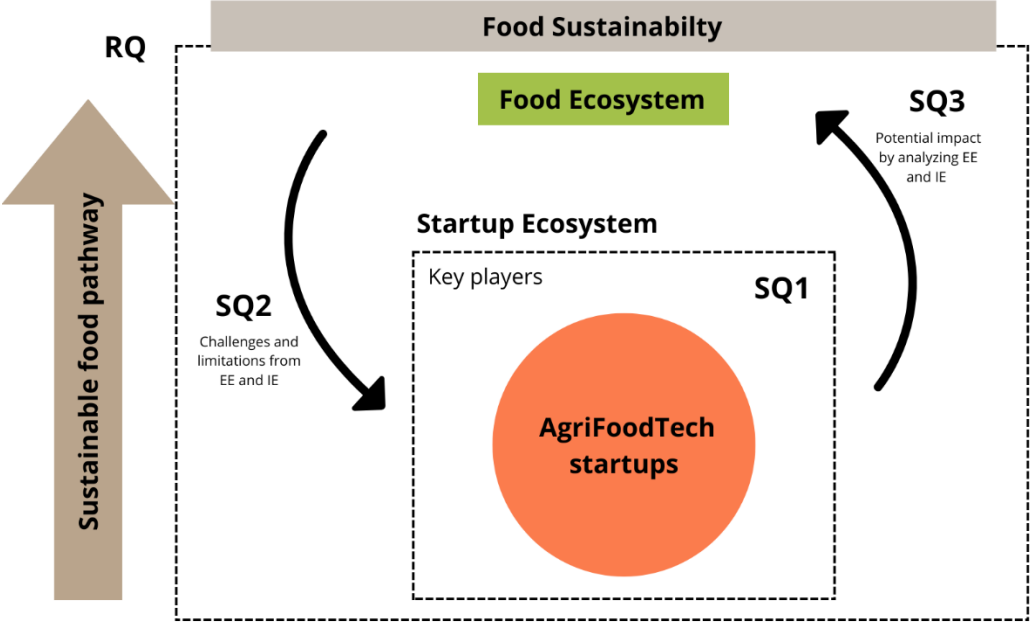 Food Sustainabilty
RQ
Food Ecosystem
SQ3
Potential impact
by analyzing EE
and IE
Sustainable food pathway
Startup Ecosystem
Key players
SQ1
SQ2
Challenges and
limitations from
EE and IE
AgriFoodTech
startups